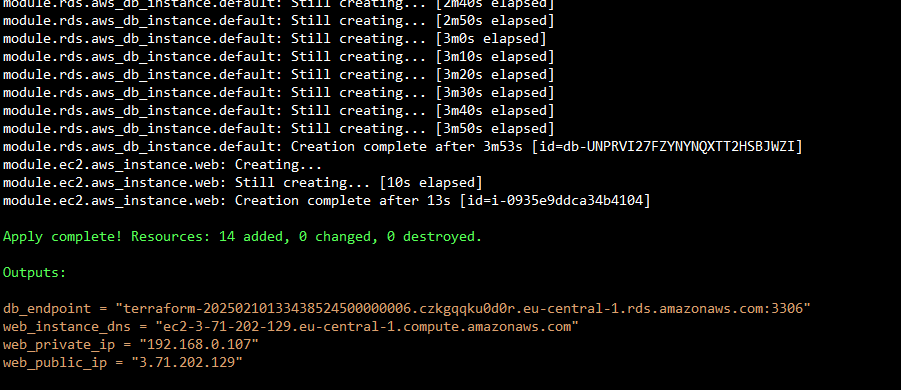 module.rds.aws_db_instance.default: Still creating... [2m40s elapsed]
module.rds.aws_db_instance.default: Still creating... [2m50s elapsed]
module.rds.aws_db_instance.default: Still creating... [3m0s elapsed]
module.rds.aws_db_instance.default: Still creating... [3m10s elapsed]
module.rds.aws_db_instance.default: Still creating... [3m20s elapsed]
module.rds.aws_db_instance.default: Still creating... [3m30s elapsed]
module.rds.aws_db_instance.default: Still creating... [3m40s elapsed]
module.rds.aws_db_instance.default: Still creating... [3m50s elapsed]
module.rds.aws_db_instance.default: Creation complete after 3m53s [id=db-UNPRVI27FZYNYNQXTT2HSBJWZI]
module.ec2.aws_instance.web: Creating...
module.ec2.aws_instance.web: Still creating... [10s elapsed]
module.ec2.aws_instance.web: Creation complete after 13s [id=i-0935e9ddca34b4104]
Apply complete! Resources: 14 added, 0 changed, 0 destroyed.
Outputs:
db_endpoint = "terraform-20250210133438524500000006.czkgqqku0d0r.eu-central-1.rds.amazonaws.com:3306"
web_instance_dns = "ec2-3-71-202-129.eu-central-1.compute.amazonaws.com"
web_private_ip = "192.168.0.107"
web_public_ip = "3.71.202.129"